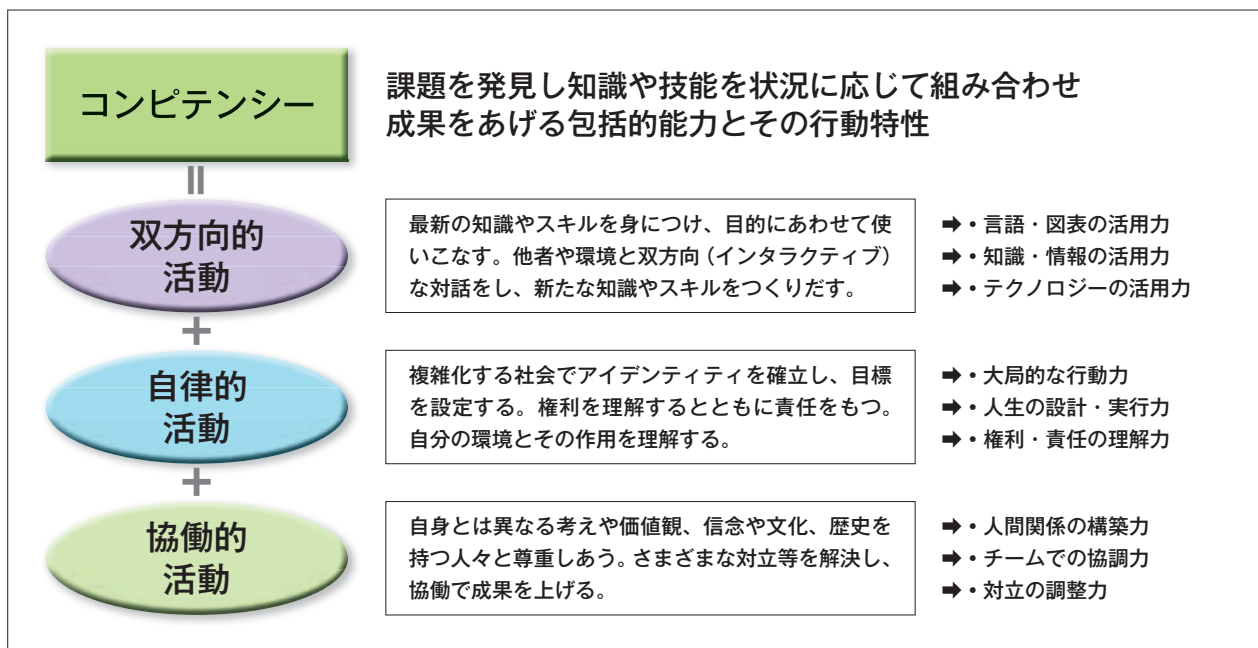 コンピテンシー
課題を発見し知識や技能を状況に応じて組み合わせ
成果をあげる包括的能力とその行動特性
=
双方向的
活動
最新の知識やスキルを身につけ、目的にあわせて使
いこなす。他者や環境と双方向（インタラクティブ）
な対話をし、新たな知識やスキルをつくりだす。
➡・言語・図表の活用力
➡・知識・情報の活用力
➡・テクノロジーの活用力
+
自律的
活動
複雑化する社会でアイデンティティを確立し、目標
を設定する。権利を理解するとともに責任をもつ。
自分の環境とその作用を理解する。
➡・大局的な行動力
➡・人生の設計・実行力
➡・権利・責任の理解力
+
協働的
活動
自身とは異なる考えや価値観、信念や文化、歴史を
持つ人々と尊重しあう。さまざまな対立等を解決し、
協働で成果を上げる。
➡・人間関係の構築力
➡・チームでの協調力
➡・対立の調整力